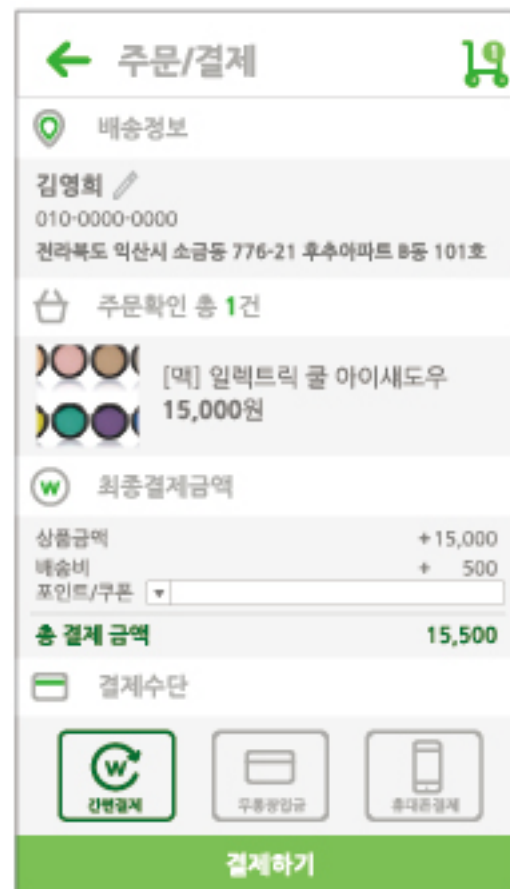 주문/결제
배송정보
김영희
010-0000-0000
전라북도 익산시 소금동 776-21 후추아파트 B동 101호
주문확인 총 1건
[맥] 일렉트릭 쿨 아이섀도우
15,000원
W 최종결제금액
상품금액 +15,000
배송비 + 500
포인트/쿠폰
총 결제 금액 15,500
결제수단
W
간편결제 무통장입금 휴대폰결제
결제하기